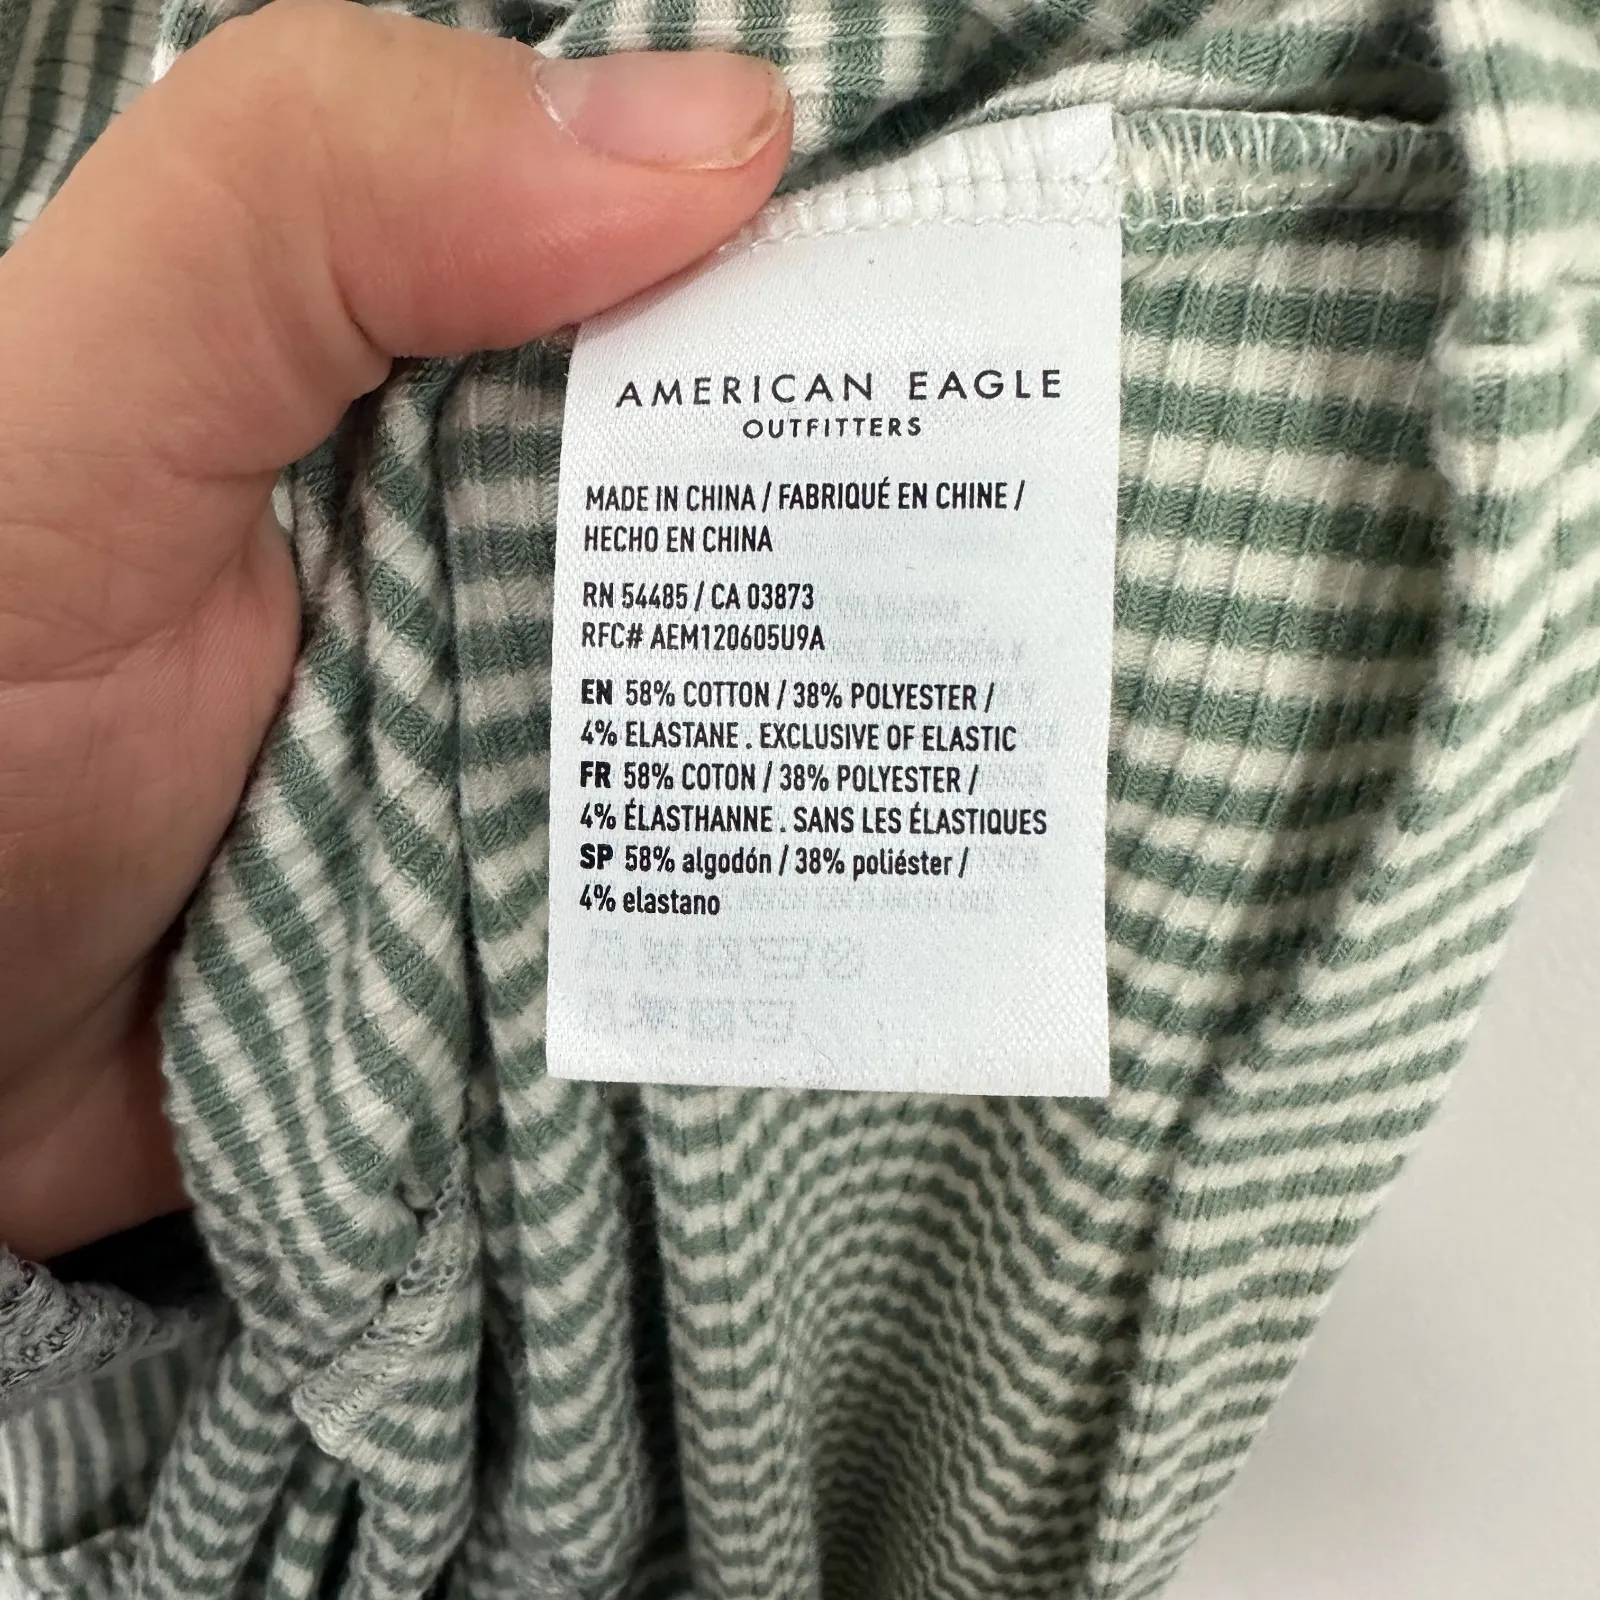 AMERICAN EAGLE
OUTFITTERS
MADE IN CHINA / FABRIQUÉ EN CHINE /
HECHO EN CHINA
RN 54485 / CA 03873
RFC# AEM120605U9A
EN 58% COTTON / 38% POLYESTER /
4% ELASTANE . EXCLUSIVE OF ELASTIC
FR 58% COTON / 38% POLYESTER /
4% ÉLASTHANNE . SANS LES ÉLASTIQUES
SP 58% algodón / 38% poliéster /
4% elastano